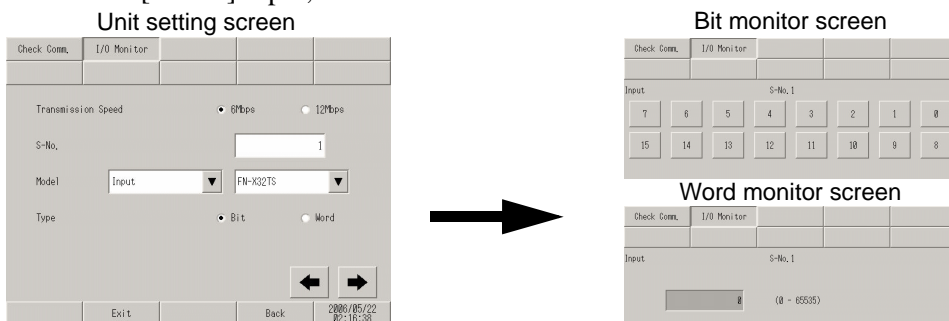 Unit setting screen
Check Comm. I/O Monitor
Transmission Speed 6Mbps 12Mbps
S-No. 1
Model Input FN-X32TS
Type Bit Word
Exit Back 2006/05/22
02:16:38
Bit monitor screen
Check Comm. I/O Monitor
Input S-No.1
7 6 5 4 3 2 1 0
15 14 13 12 11 10 9 8
Word monitor screen
Check Comm. I/O Monitor
Input S-No.1
0 (0 - 65535)